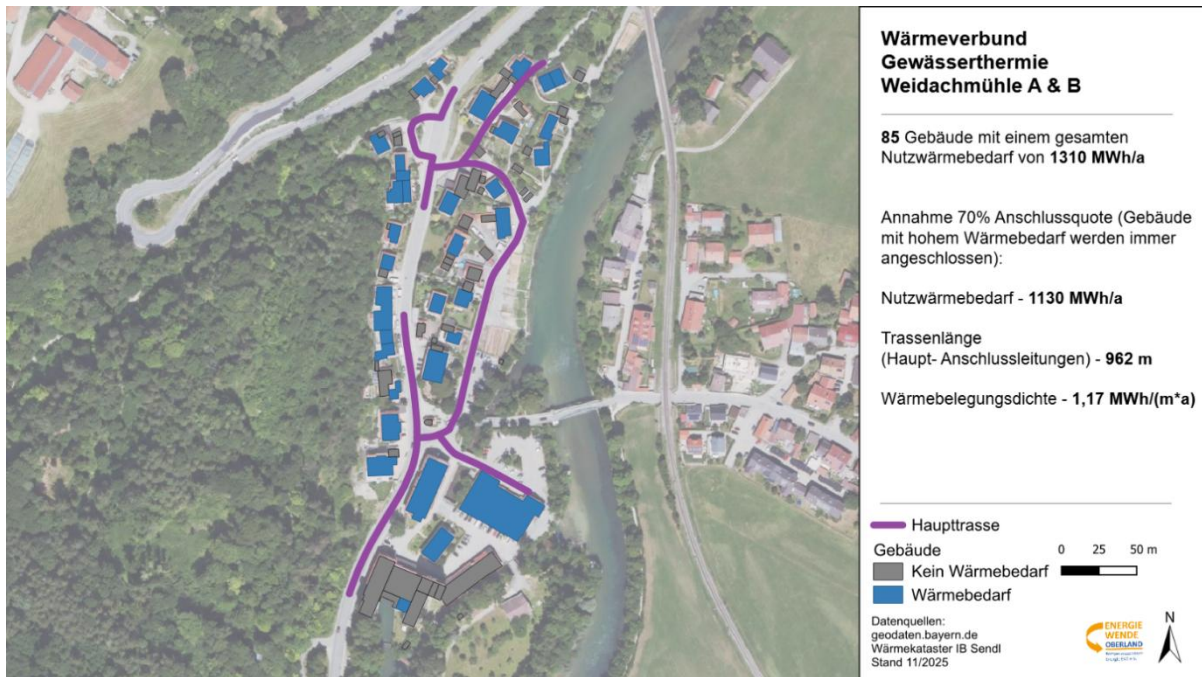 Wärmeverbund
Gewässerthermie
Weidachmühle A & B
85 Gebäude mit einem gesamten
Nutzwärmebedarf von 1310 MWh/a
Annahme 70% Anschlussquote (Gebäude
mit hohem Wärmebedarf werden immer
angeschlossen):
Nutzwärmebedarf - 1130 MWh/a
Trassenlänge
(Haupt- Anschlussleitungen) - 962 m
Wärmebelegungsdichte - 1,17 MWh/(m*a)
Haupttrasse
Gebäude
Kein Wärmebedarf
Wärmebedarf
0 25 50 m
Datenquellen:
geodaten.bayern.de
Wärmekataster IB Sendl
Stand 11/2025
ENERGIE
WENDE
OBERLAND
N